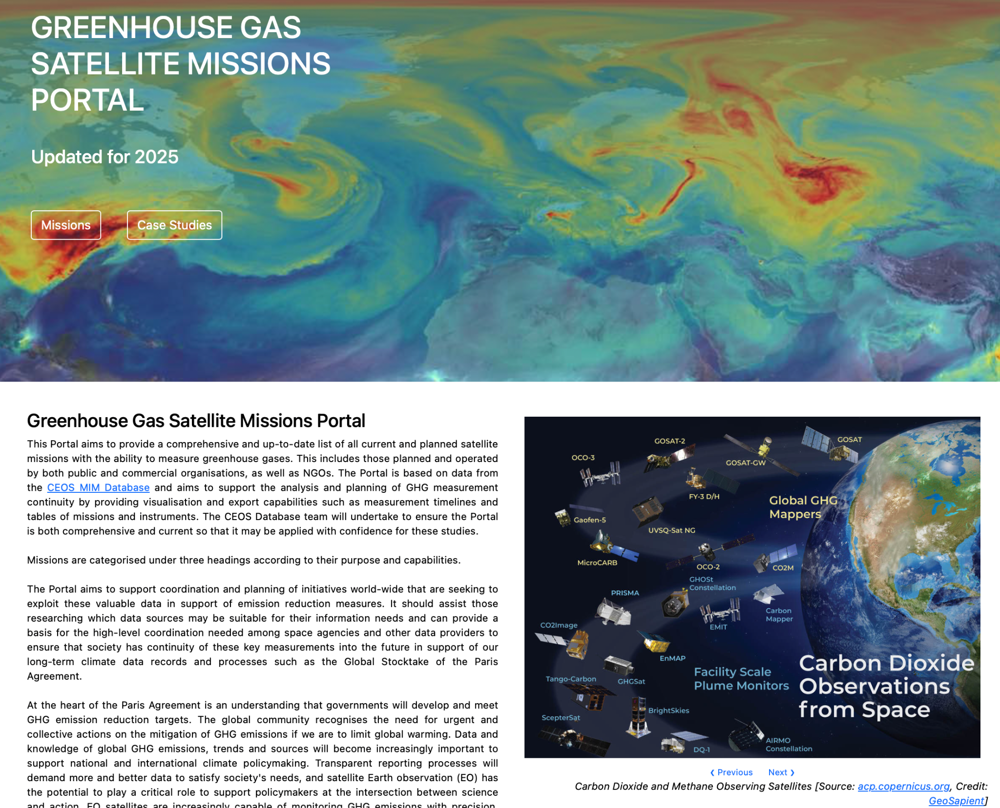 GREENHOUSE GAS
SATELLITE MISSIONS
PORTAL
Updated for 2025
Missions
Case Studies
Greenhouse Gas Satellite Missions Portal
This Portal aims to provide a comprehensive and up-to-date list of all current and planned satellite
missions with the ability to measure greenhouse gases. This includes those planned and operated
by both public and commercial organisations, as well as NGOs. The Portal is based on data from
the CEOS MIM Database and aims to support the analysis and planning of GHG measurement
continuity by providing visualisation and export capabilities such as measurement timelines and
tables of missions and instruments. The CEOS Database team will undertake to ensure the Portal
is both comprehensive and current so that it may be applied with confidence for these studies.
Missions are categorised under three headings according to their purpose and capabilities.
The Portal aims to support coordination and planning of initiatives world-wide that are seeking to
exploit these valuable data in support of emission reduction measures. It should assist those
researching which data sources may be suitable for their information needs and can provide a
basis for the high-level coordination needed among space agencies and other data providers to
ensure that society has continuity of these key measurements into the future in support of our
long-term climate data records and processes such as the Global Stocktake of the Paris
Agreement.
At the heart of the Paris Agreement is an understanding that governments will develop and meet
GHG emission reduction targets. The global community recognises the need for urgent and
collective actions on the mitigation of GHG emissions if we are to limit global warming. Data and
knowledge of global GHG emissions, trends and sources will become increasingly important to
support national and international climate policymaking. Transparent reporting processes will
demand more and better data to satisfy society's needs, and satellite Earth observation (EO) has
the potential to play a critical role to support policymakers at the intersection between science
and action. EO satellites are increasingly capable of monitoring GHG emissions with precision,
GOSAT-2
GOSAT
OCO-3
GOSAT-GW
FY-3 D/H
Global GHG
Mappers
Gaofen-5
UVSQ-Sat NG
MicroCARB
OCO-2
CO2M
GHOSt
Constellation
PRISMA
Carbon
Mapper
EMIT
CO2Image
EnMAP
Facility Scale
Plume Monitors
Carbon Dioxide
Observations
from Space
Tango-Carbon
GHGSat
BrightSkies
ScepterSat
AIRMO
Constellation
DQ-1
❮ Previous
Next ❯
Carbon Dioxide and Methane Observing Satellites [Source: acp.copernicus.org, Credit:
GeoSapient]